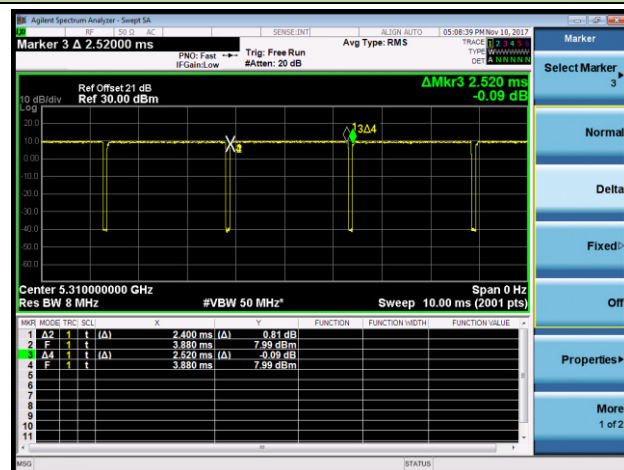 Agilent Spectrum Analyzer - Swept SA
RF 50 Ω AC SENSE:INT ALIGN AUTO 05:08:39 PM Nov 10, 2017
Marker 3 Δ 2.52000 ms
PNO: Fast
IFGain:Low
Trig: Free Run
#Atten: 20 dB
Avg Type: RMS
TRACE 1 2 3 4 5 6
TYPE WWWWWW
DET A N N N N N
Ref Offset 21 dB
10 dB/div Ref 30.00 dBm
ΔMkr3 2.520 ms
-0.09 dB
Log
20.0
10.0
0.00
-10.0
-20.0
-30.0
-40.0
-50.0
-60.0
3Δ4
Center 5.310000000 GHz Span 0 Hz
Res BW 8 MHz #VBW 50 MHz* Sweep 10.00 ms (2001 pts)
MKR MODE TRC SCL X Y FUNCTION FUNCTION WIDTH FUNCTION VALUE
1 Δ2 1 t (Δ) 2.400 ms (Δ) 0.81 dB
2 F 1 t 3.880 ms 7.99 dBm
3 Δ4 1 t (Δ) 2.520 ms (Δ) -0.09 dB
4 F 1 t 3.880 ms 7.99 dBm
5
6
7
8
9
10
11
MSG STATUS
Marker
Select Marker
3
Normal
Delta
Fixed
Off
Properties
More
1 of 2